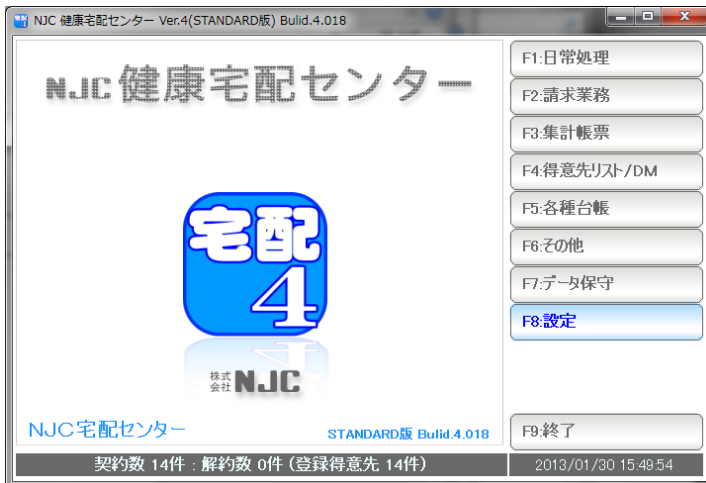 NJC 健康宅配センター Ver.4(STANDARD版) Bulid.4.018
NJC 健康宅配センター
宅配
4
株式会社 NJC
NJC宅配センター
STANDARD版 Bulid.4.018
F1:日常処理
F2:請求業務
F3:集計帳票
F4:得意先リスト/DM
F5:各種台帳
F6:その他
F7:データ保守
F8:設定
F9:終了
契約数 14件 : 解約数 0件 (登録得意先 14件)
2013/01/30 15:49:54